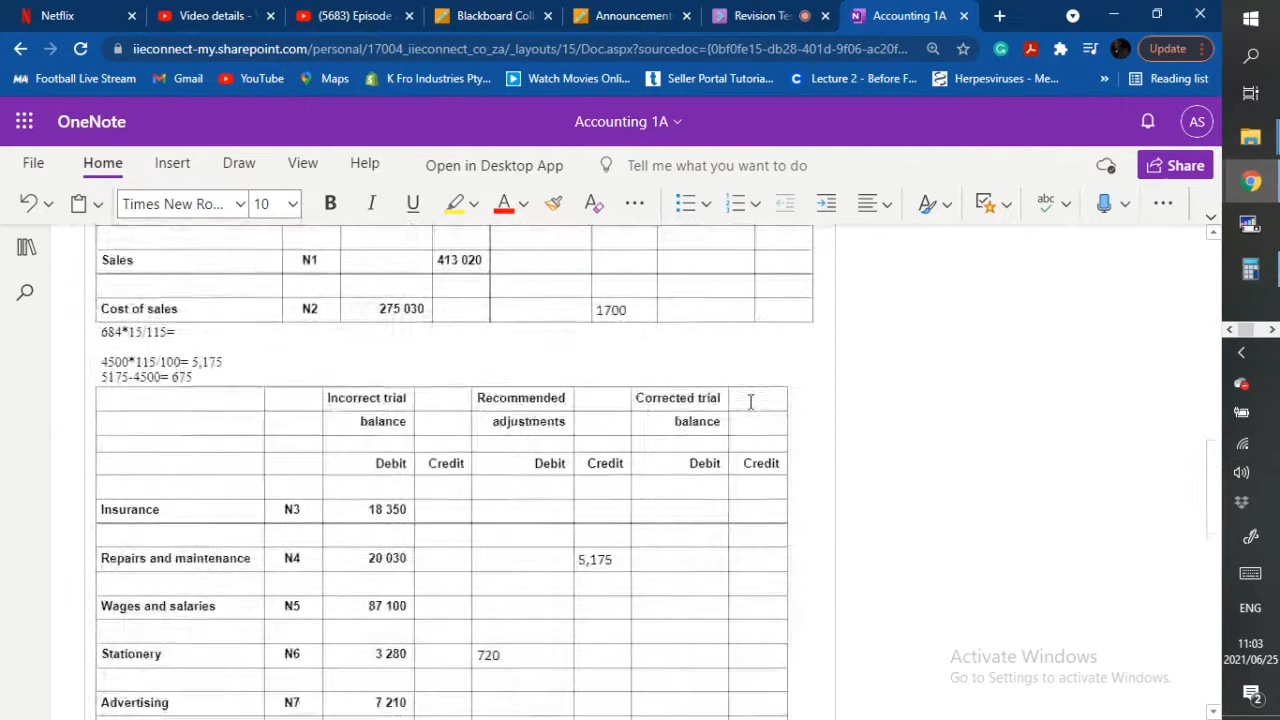 Netflix
Video details - V
(5683) Episode
Blackboard Coll
Announcement
Revision Te
Accounting 1A
iieconnect-my.sharepoint.com/personal/17004_iieconnect_co_za/_layouts/15/Doc.aspx?sourcedoc={0bf0fe15-db28-401d-9f06-ac20f...
Update
Football Live Stream
Gmail
YouTube
Maps
K Fro Industries Pty...
Watch Movies Onli...
Seller Portal Tutoria...
Lecture 2 - Before F...
Herpesviruses - Me...
Reading list
OneNote
Accounting 1A
AS
File
Home
Insert
Draw
View
Help
Open in Desktop App
Tell me what you want to do
Share
Times New Ro...
10
B
I
U
A
abc
Sales N1 413 020
Cost of sales N2 275 030 1700
684*15/115=
4500*115/100= 5,175
5175-4500= 675
Incorrect trial Recommended Corrected trial
balance adjustments balance
Debit Credit Debit Credit Debit Credit
Insurance N3 18 350
Repairs and maintenance N4 20 030 5,175
Wages and salaries N5 87 100
Stationery N6 3 280 720
Advertising N7 7 210
Activate Windows
Go to Settings to activate Windows.
ENG
11:03
2021/06/25
2